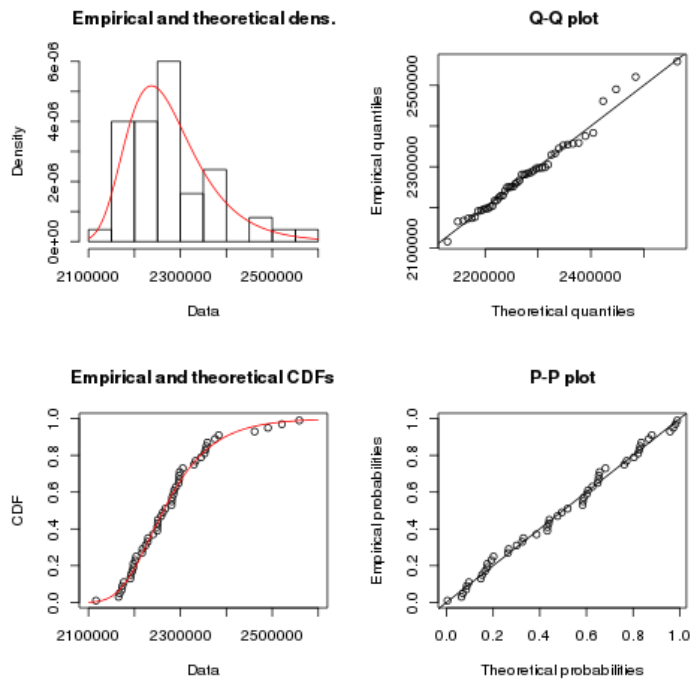 Empirical and theoretical dens.
Density
0e+00 2e-06 4e-06 6e-06
2100000 2300000 2500000
Data
Q-Q plot
Empirical quantiles
2100000 2300000 2500000
2200000 2400000
Theoretical quantiles
Empirical and theoretical CDFs
CDF
0.0 0.2 0.4 0.6 0.8 1.0
2100000 2300000 2500000
Data
P-P plot
Empirical probabilities
0.0 0.2 0.4 0.6 0.8 1.0
0.0 0.2 0.4 0.6 0.8 1.0
Theoretical probabilities